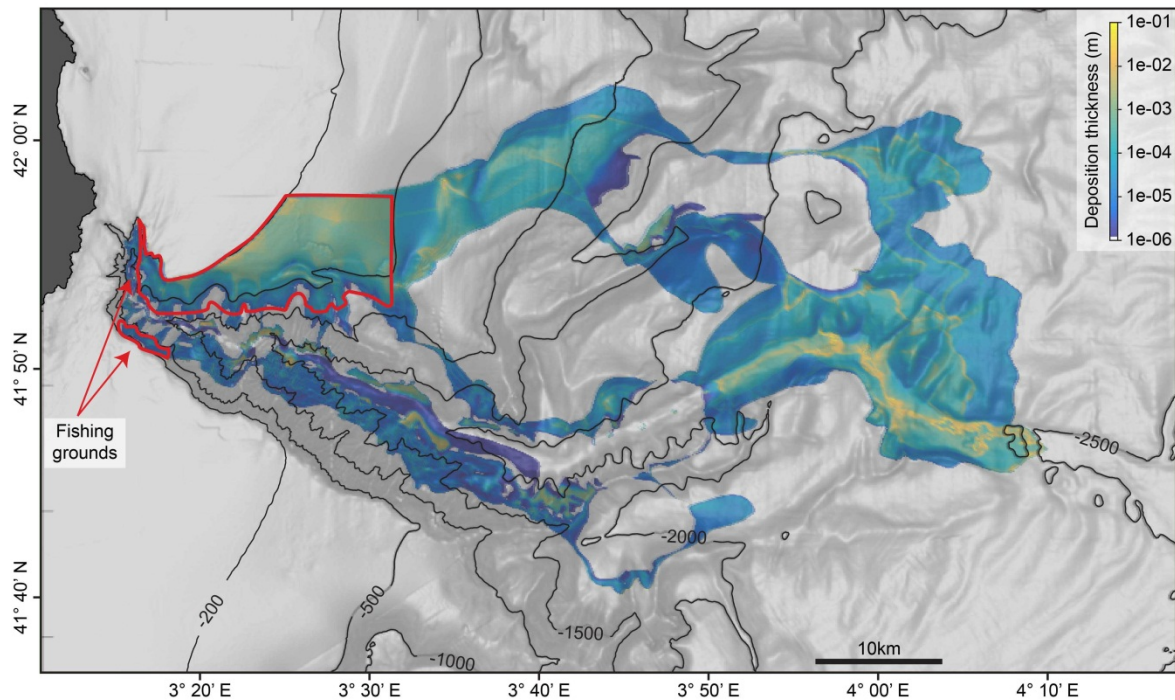 1e-01
1e-02
1e-03
1e-04
1e-05
1e-06
Deposition thickness (m)
42° 00' N
41° 50' N
41° 40' N
Fishing
grounds
-2500
-2000
-200
-500
-1500
-1000
10km
3° 20' E
3° 30' E
3° 40' E
3° 50' E
4° 00' E
4° 10' E